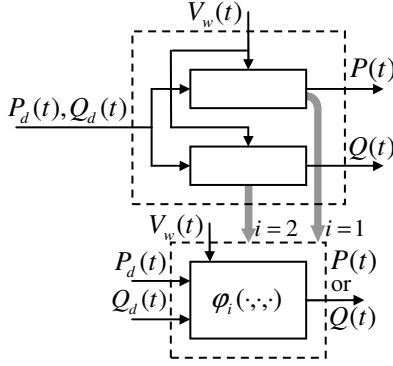 V_w(t)
P(t)
P_d(t), Q_d(t)
Q(t)
V_w(t)
i = 2
i = 1
P_d(t)
P(t)
or
Q_d(t)
φ_i(·,·,·)
Q(t)